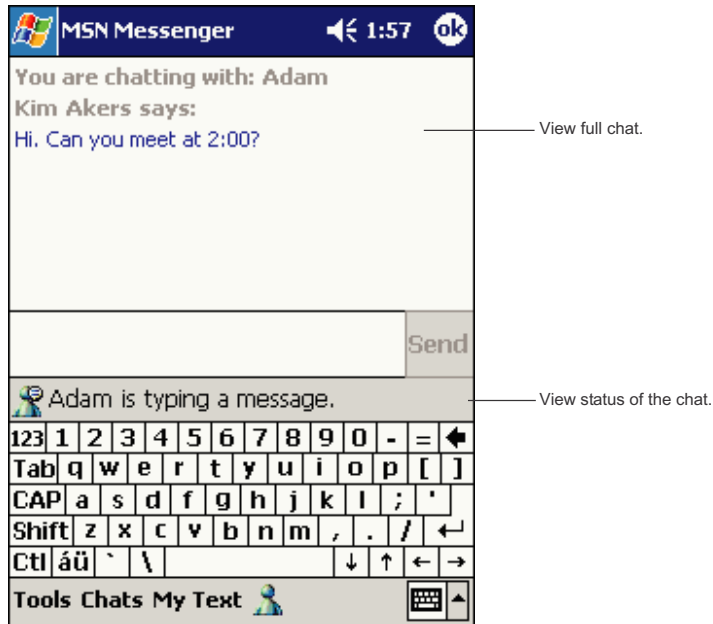 MSN Messenger 1:57 ok
You are chatting with: Adam
Kim Akers says:
Hi. Can you meet at 2:00?
View full chat.
Send
Adam is typing a message.
View status of the chat.
123 1 2 3 4 5 6 7 8 9 0 - = 🡄
Tab q w e r t y u i o p [ ]
CAP a s d f g h j k l ; '
Shift z x c v b n m , . / ↵
Ctl áü ` \ ↓ ↑ ← →
Tools Chats My Text